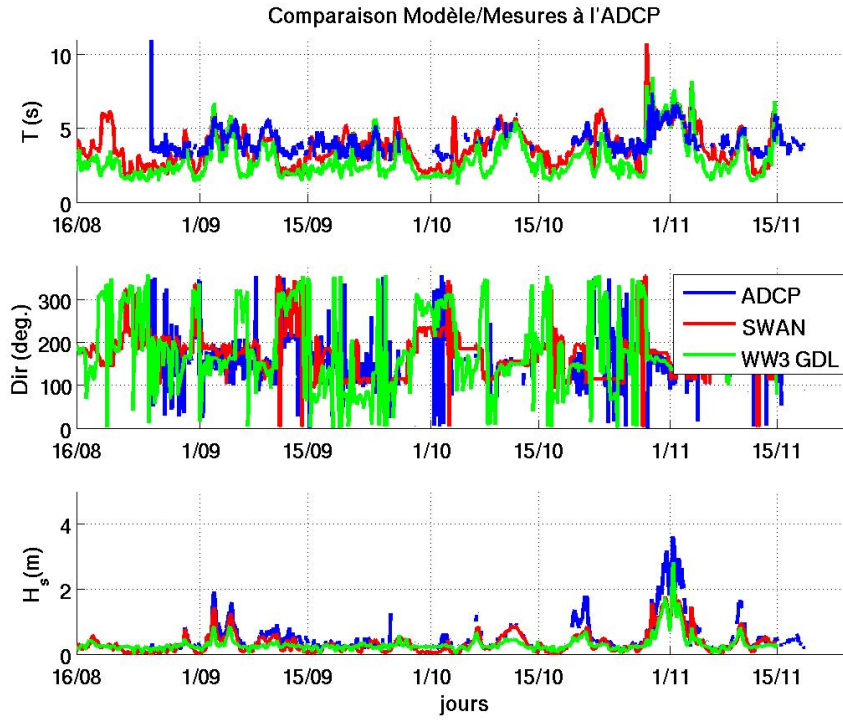 Comparaison Modèle/Mesures à l'ADCP
10
5
0
T (s)
16/08 1/09 15/09 1/10 15/10 1/11 15/11
300
200
100
0
Dir (deg.)
ADCP
SWAN
WW3 GDL
16/08 1/09 15/09 1/10 15/10 1/11 15/11
4
2
0
Hs(m)
16/08 1/09 15/09 1/10 15/10 1/11 15/11
jours